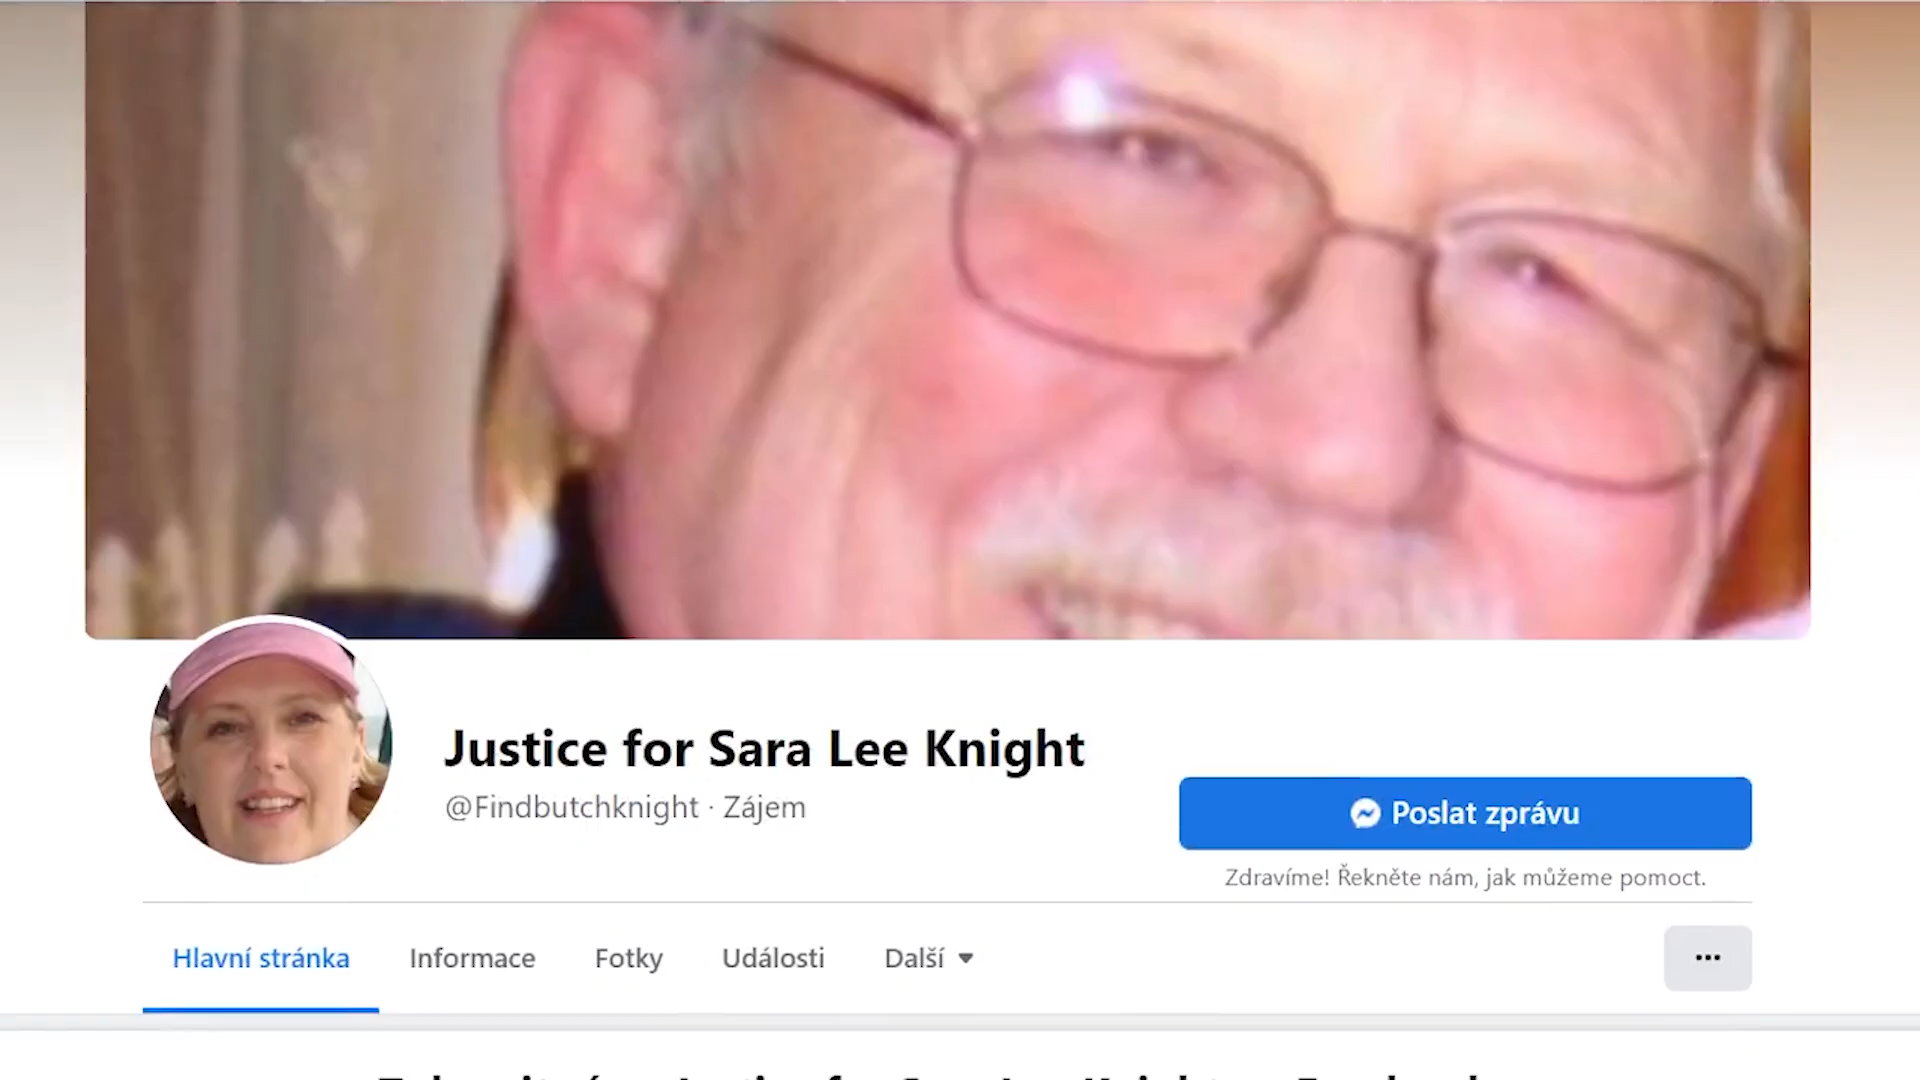 Justice for Sara Lee Knight
@Findbutchknight · Zájem
Poslat zprávu
Zdravíme! Řekněte nám, jak můžeme pomoct.
Hlavní stránka Informace Fotky Události Další